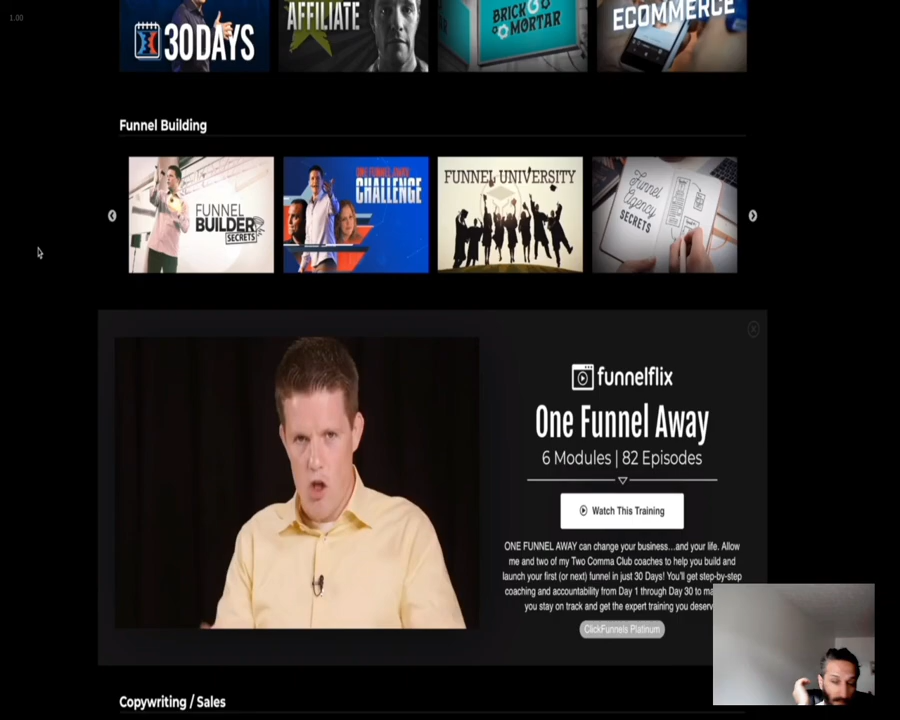 1.00
30DAYS
AFFILIATE
BRICK &
MORTAR
ECOMMERCE
Funnel Building
FUNNEL
BUILDER
SECRETS
ONE FUNNEL AWAY
CHALLENGE
FUNNEL UNIVERSITY
Funnel
Agency
SECRETS
funnelflix
One Funnel Away
6 Modules | 82 Episodes
Watch This Training
ONE FUNNEL AWAY can change your business...and your life. Allow
me and two of my Two Comma Club coaches to help you build and
launch your first (or next) funnel in just 30 Days! You'll get step-by-step
coaching and accountability from Day 1 through Day 30 to ma
you stay on track and get the expert training you deserv
ClickFunnels Platinum
Copywriting / Sales